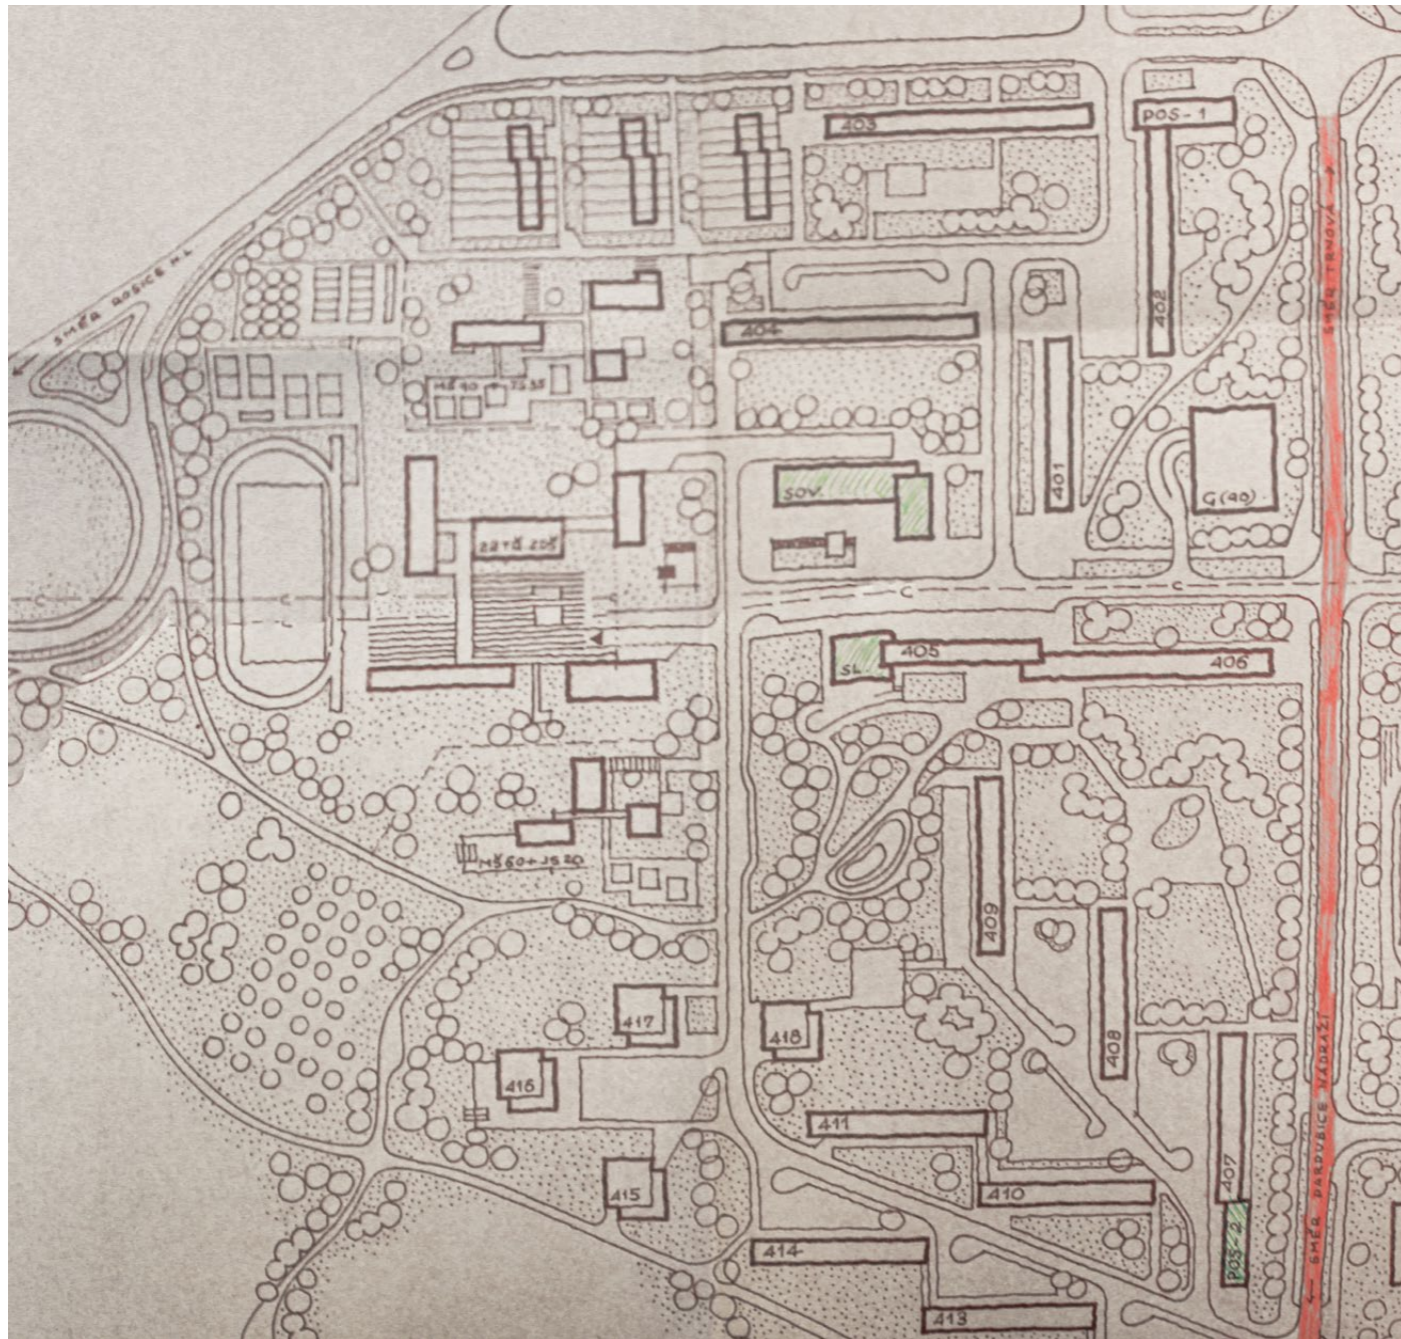 403
POS-1
SMĚR TRNOVÁ →
SMĚR ROSICE N.L
402
404
MŠ 90 + JS 35
401
SOV.
G(90)
22 TŘ. ZDŠ
C
C
C
C
C
SL
405
406
MŠ 60 + JS 20
409
417
418
408
416
411
407
415
410
POS-2
414
413
← SMĚR PARDUBICE NÁDRAŽÍ